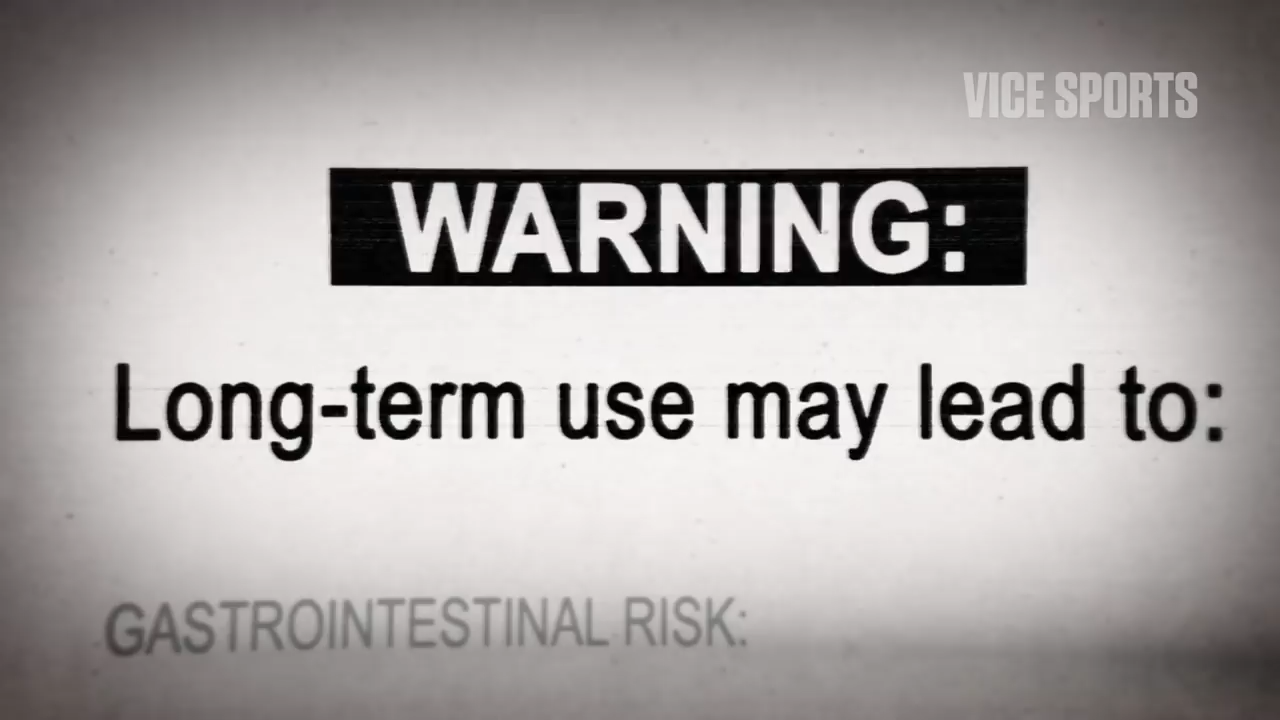 VICE SPORTS
WARNING:
Long-term use may lead to:
GASTROINTESTINAL RISK: